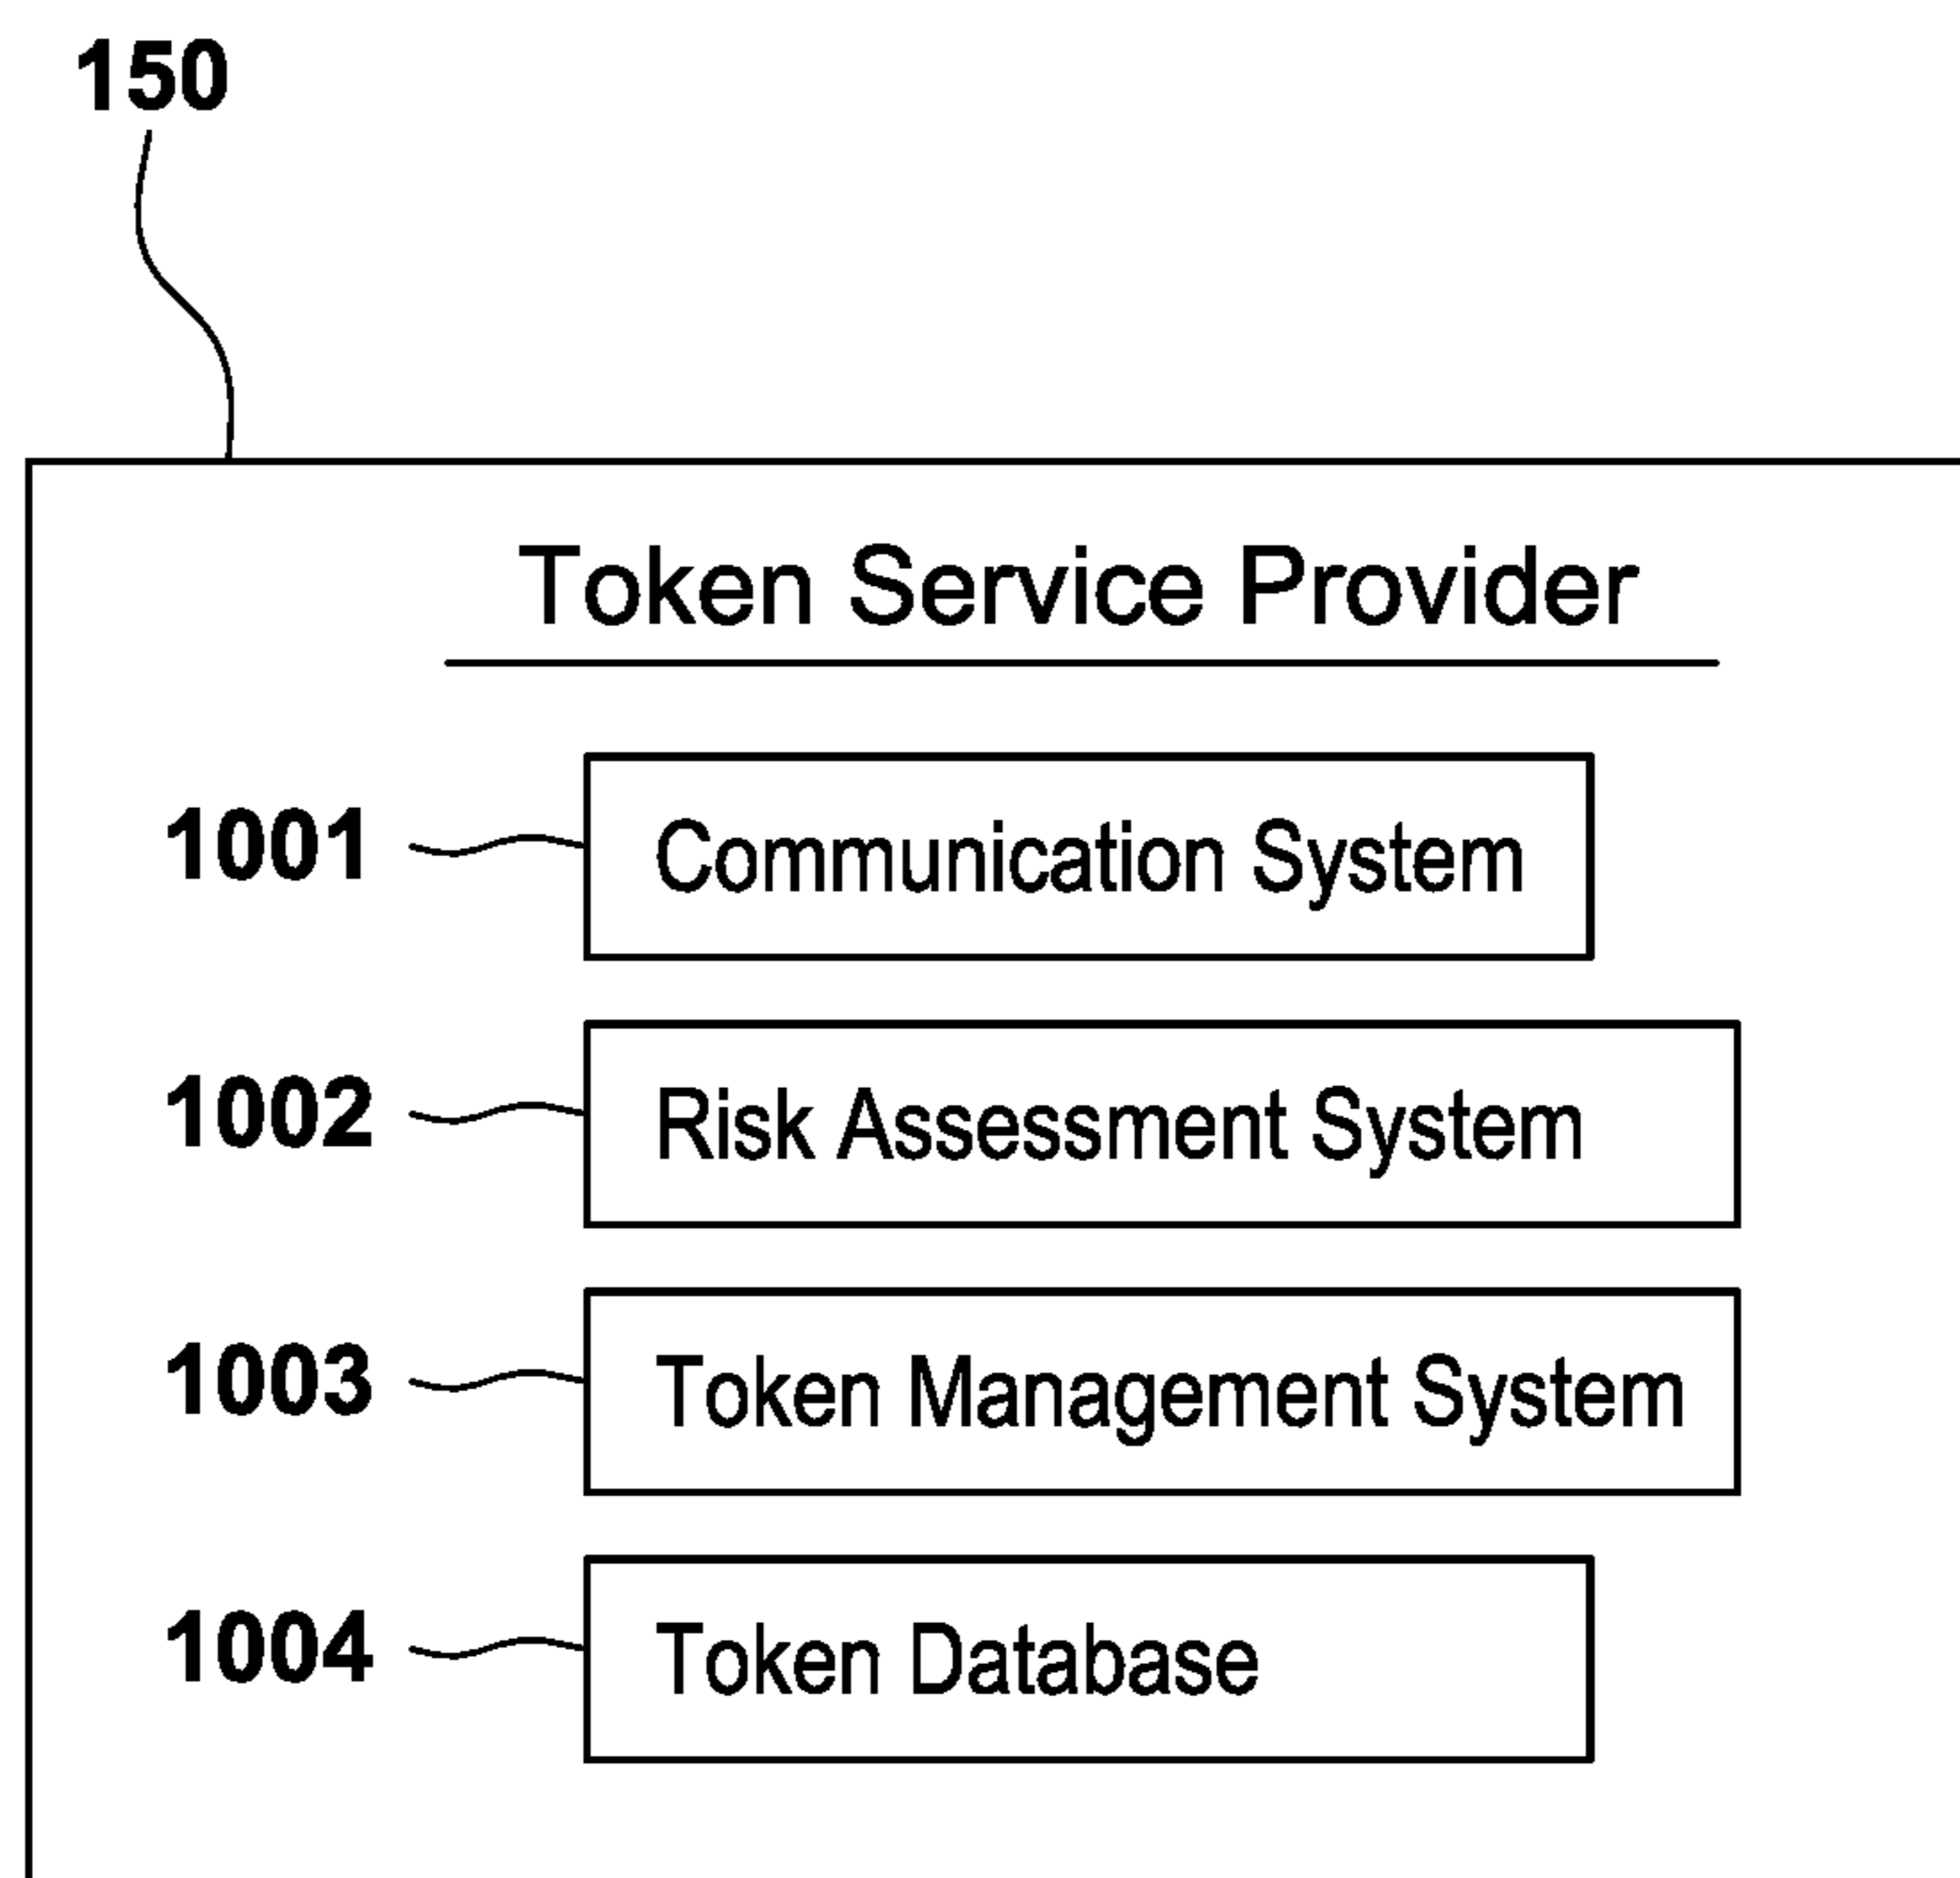 150
Token Service Provider
1001 Communication System
1002 Risk Assessment System
1003 Token Management System
1004 Token Database